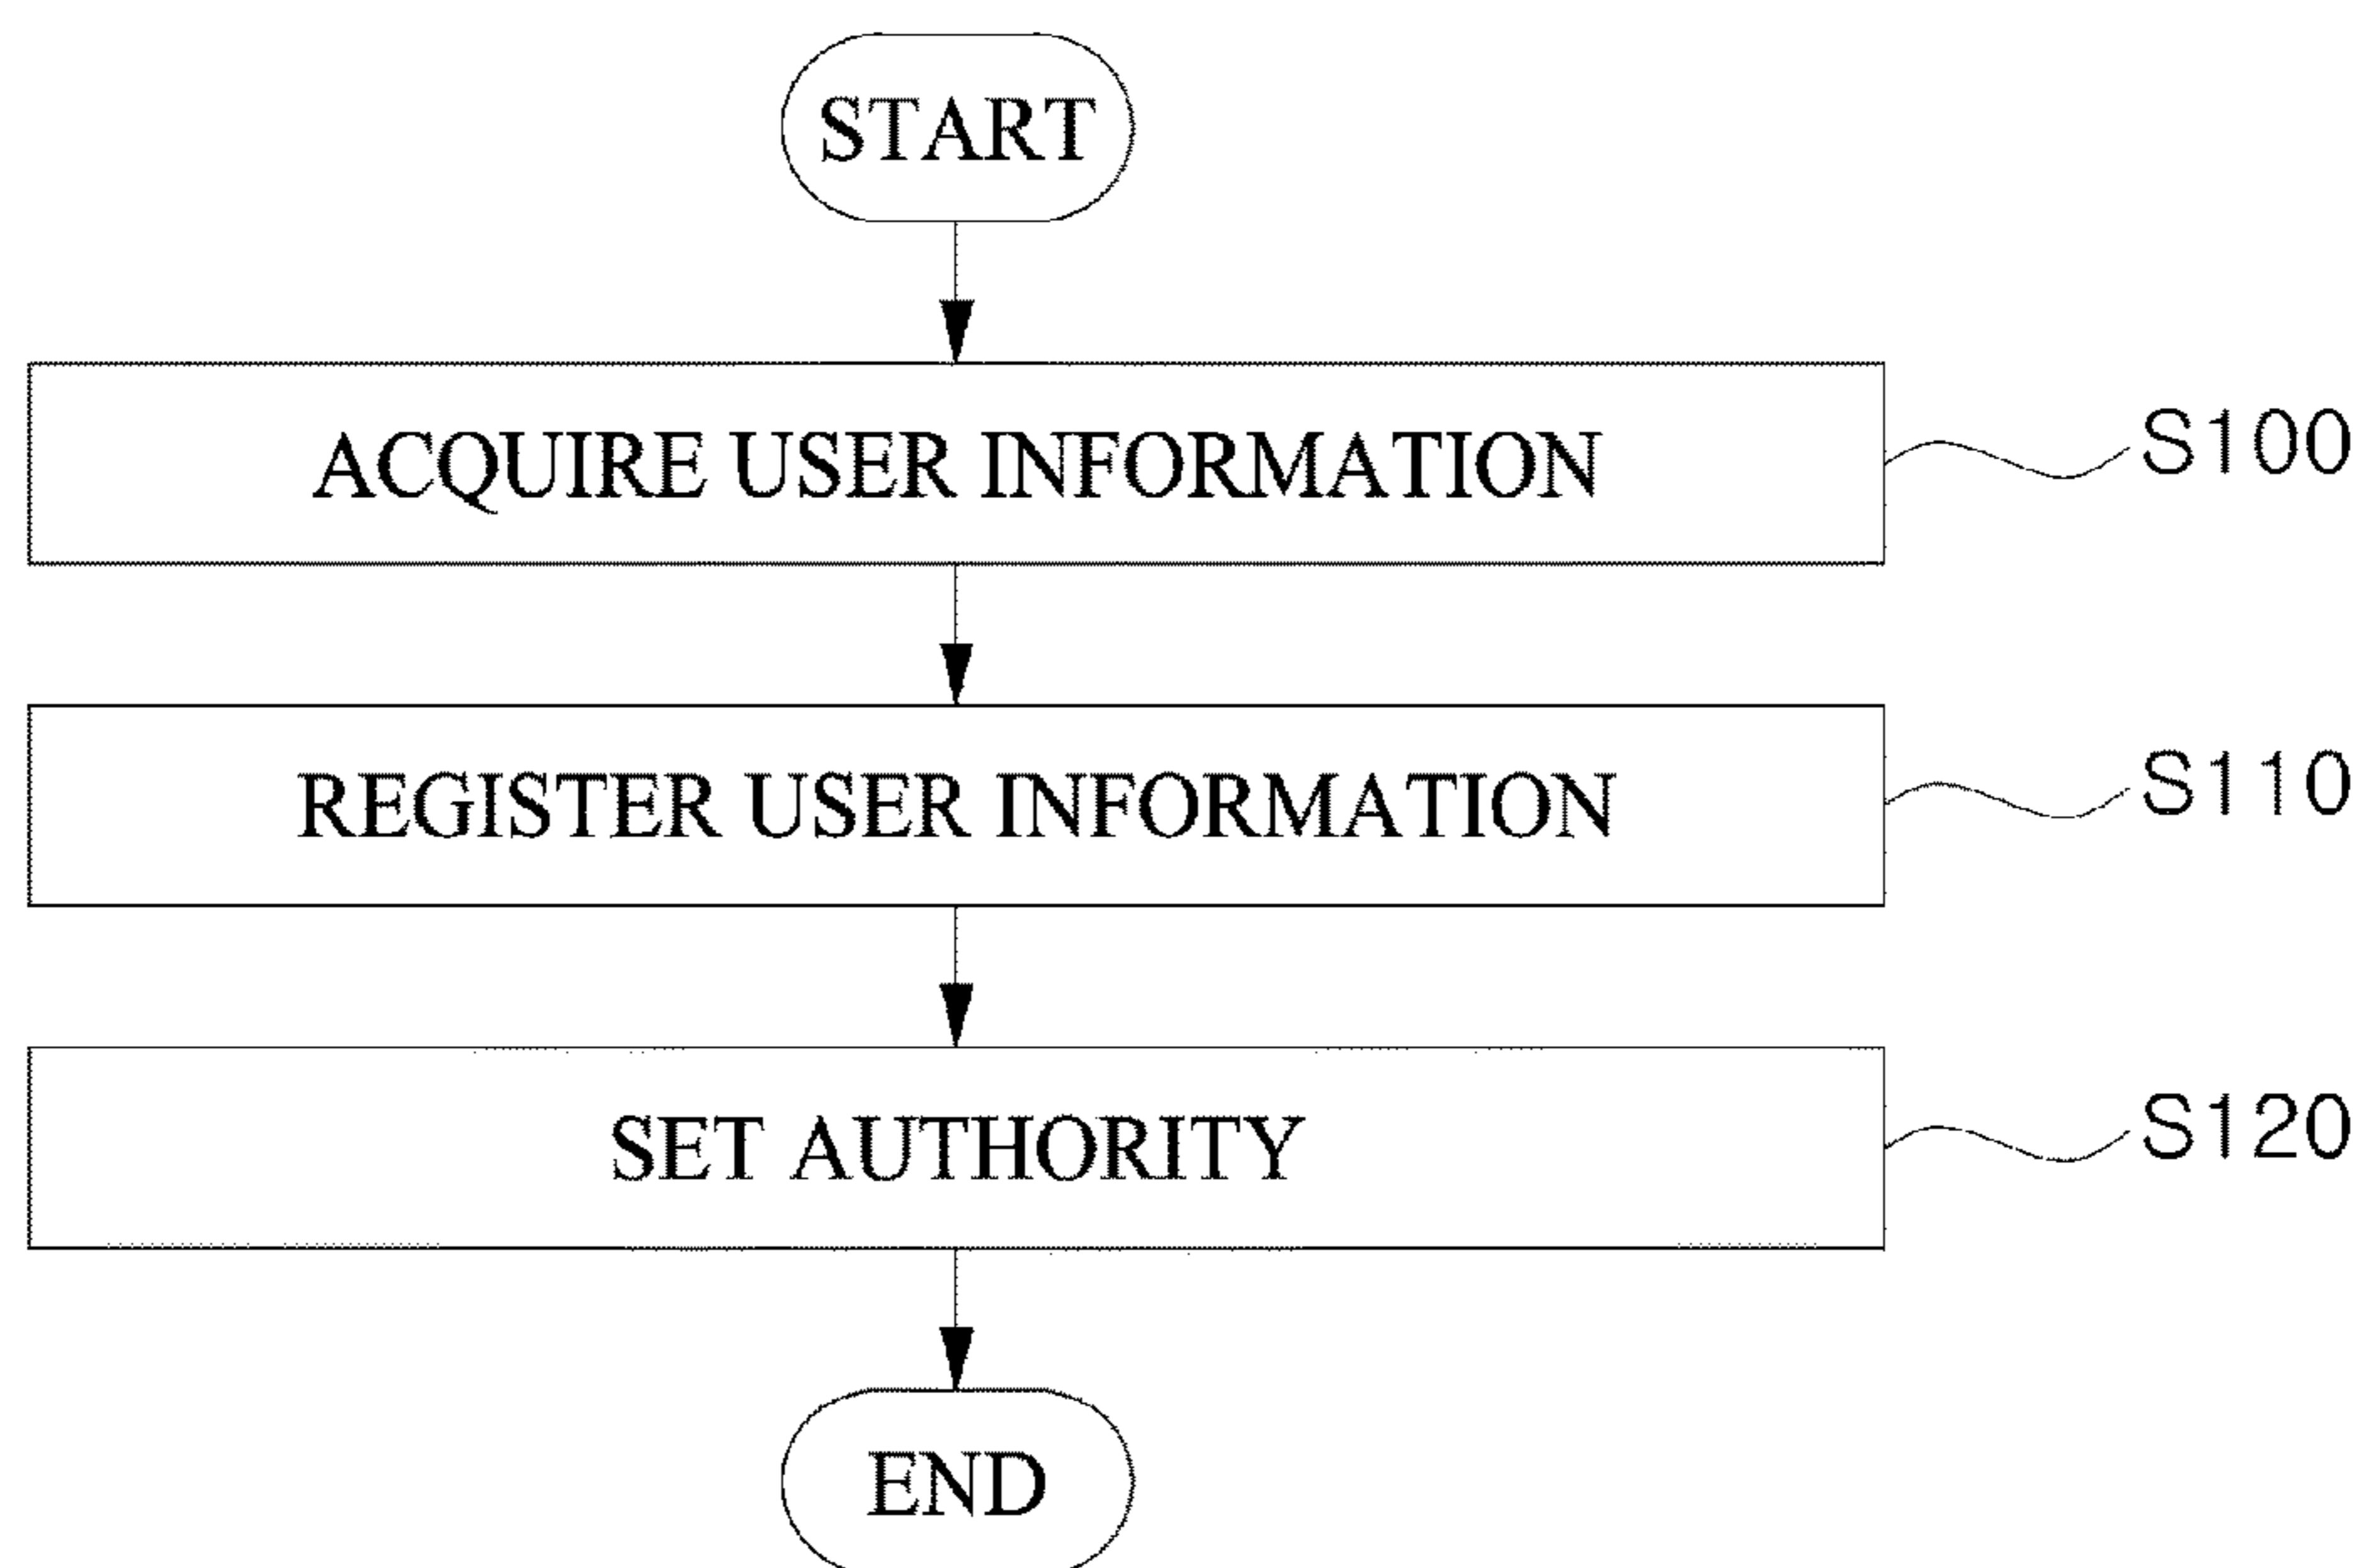 START
ACQUIRE USER INFORMATION
S100
REGISTER USER INFORMATION
S110
SET AUTHORITY
S120
END